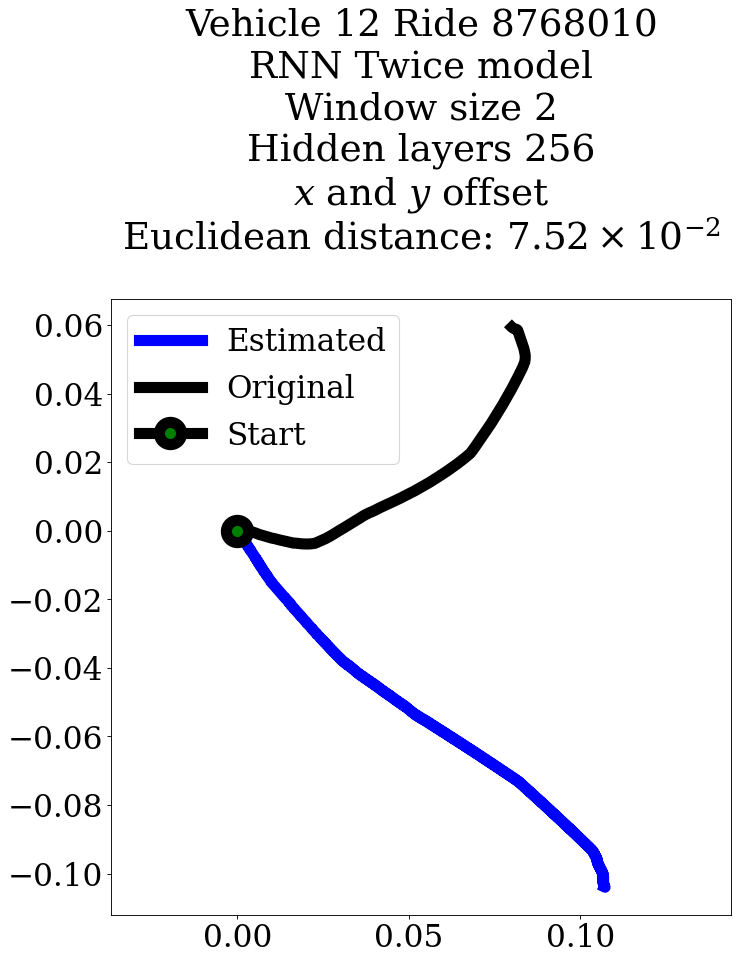 Vehicle 12 Ride 8768010
RNN Twice model
Window size 2
Hidden layers 256
x and y offset
Euclidean distance: 7.52 × 10⁻²
Estimated
Original
Start
0.06
0.04
0.02
0.00
−0.02
−0.04
−0.06
−0.08
−0.10
0.00 0.05 0.10